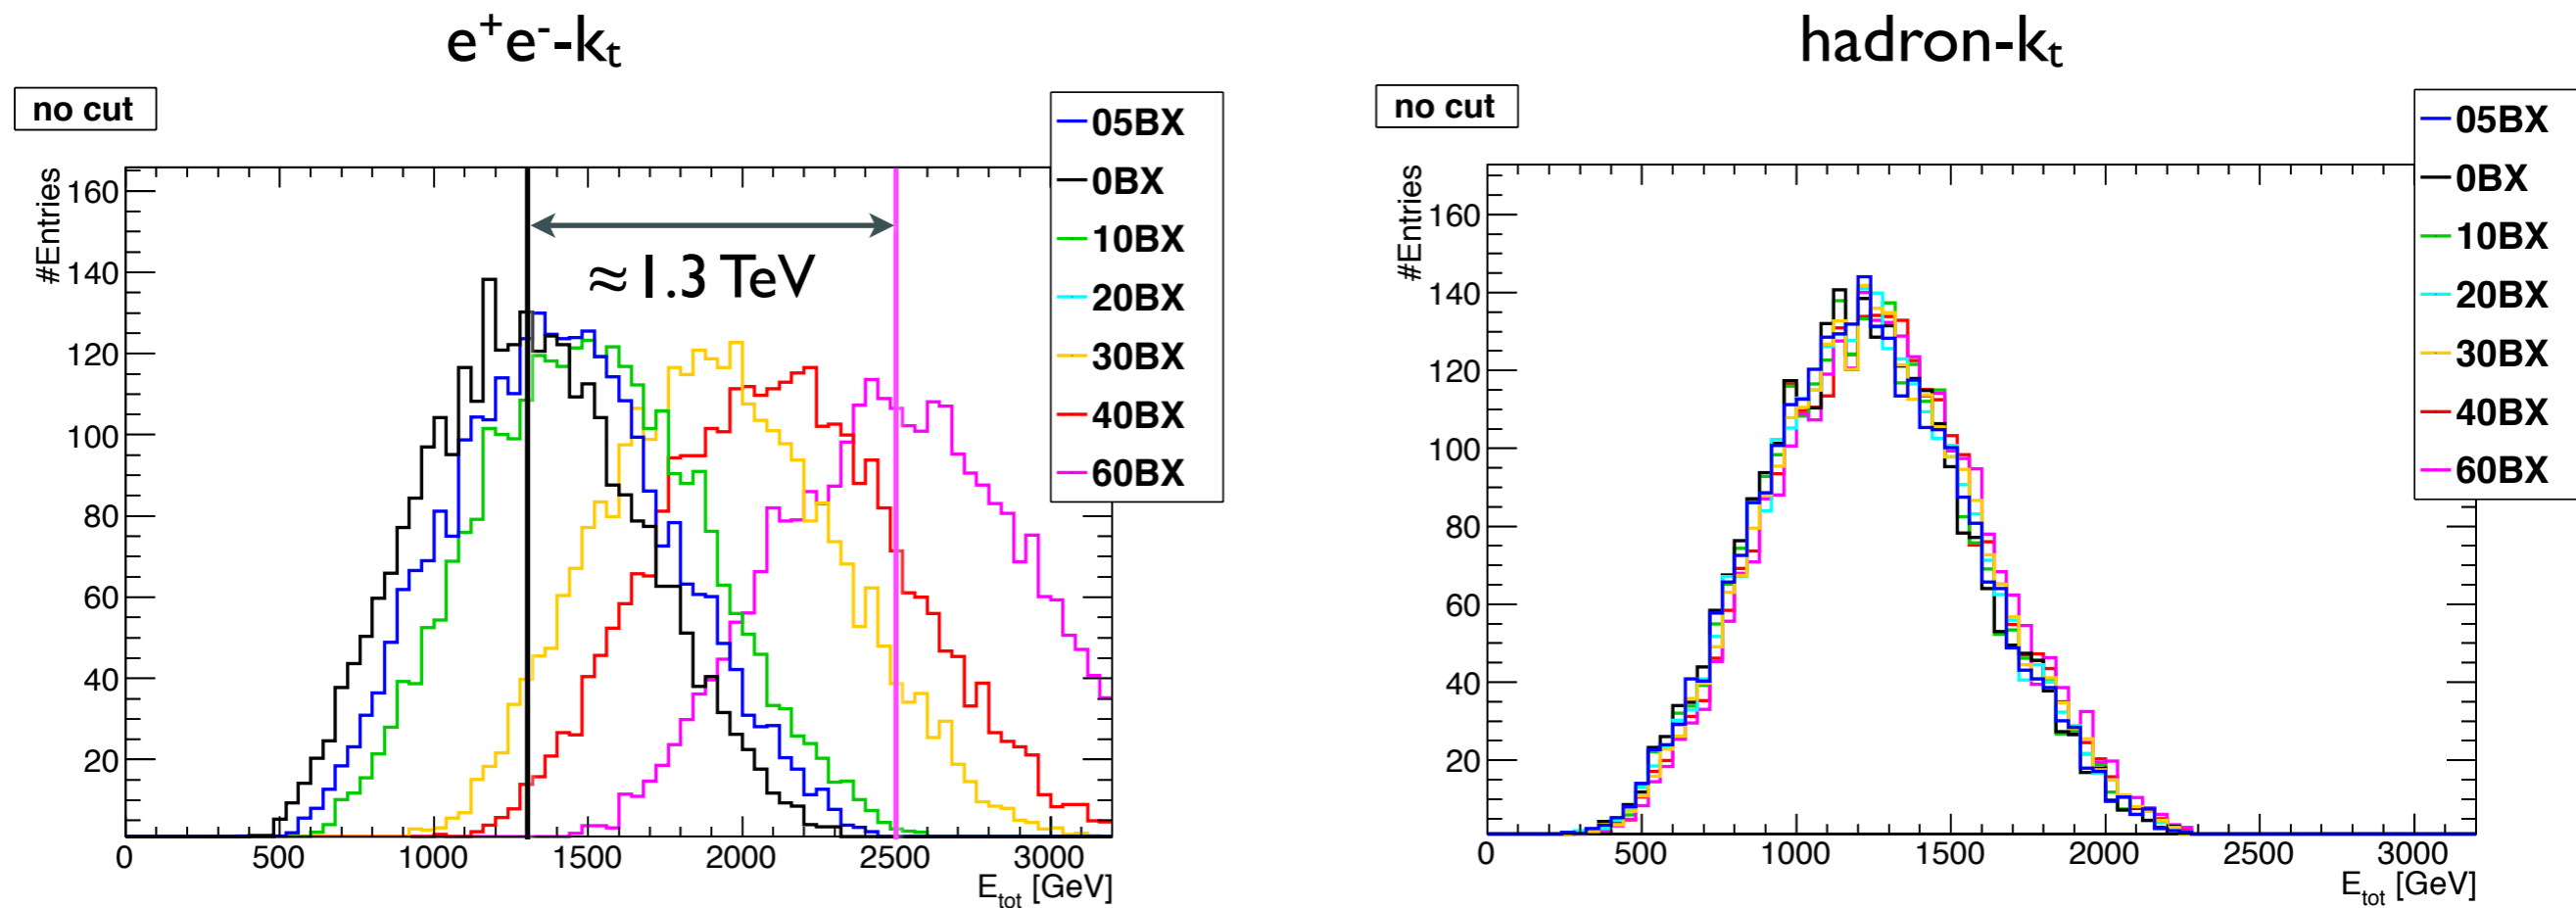 e⁺e⁻-kₜ
no cut
05BX
0BX
10BX
20BX
30BX
40BX
60BX
#Entries
160
140
120
100
80
60
40
20
≈ 1.3 TeV
0 500 1000 1500 2000 2500 3000
E_tot [GeV]
hadron-kₜ
no cut
05BX
0BX
10BX
20BX
30BX
40BX
60BX
#Entries
160
140
120
100
80
60
40
20
0 500 1000 1500 2000 2500 3000
E_tot [GeV]